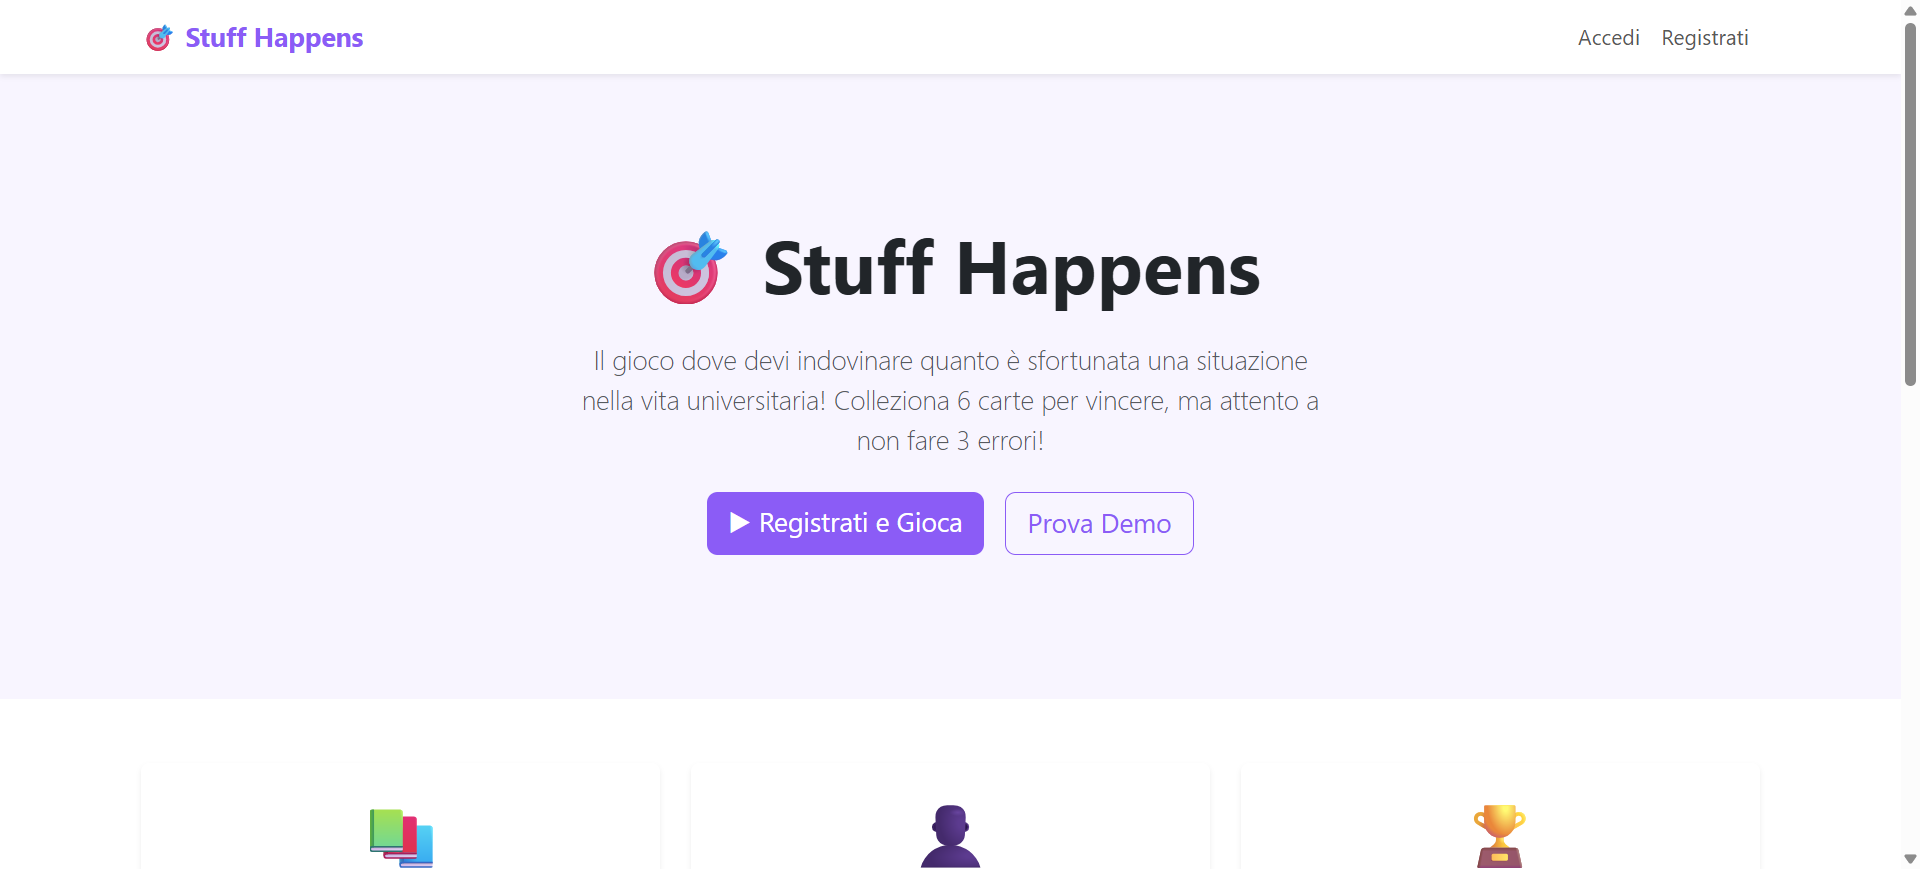 Stuff Happens
Accedi Registrati
Stuff Happens
Il gioco dove devi indovinare quanto è sfortunata una situazione
nella vita universitaria! Colleziona 6 carte per vincere, ma attento a
non fare 3 errori!
Registrati e Gioca
Prova Demo